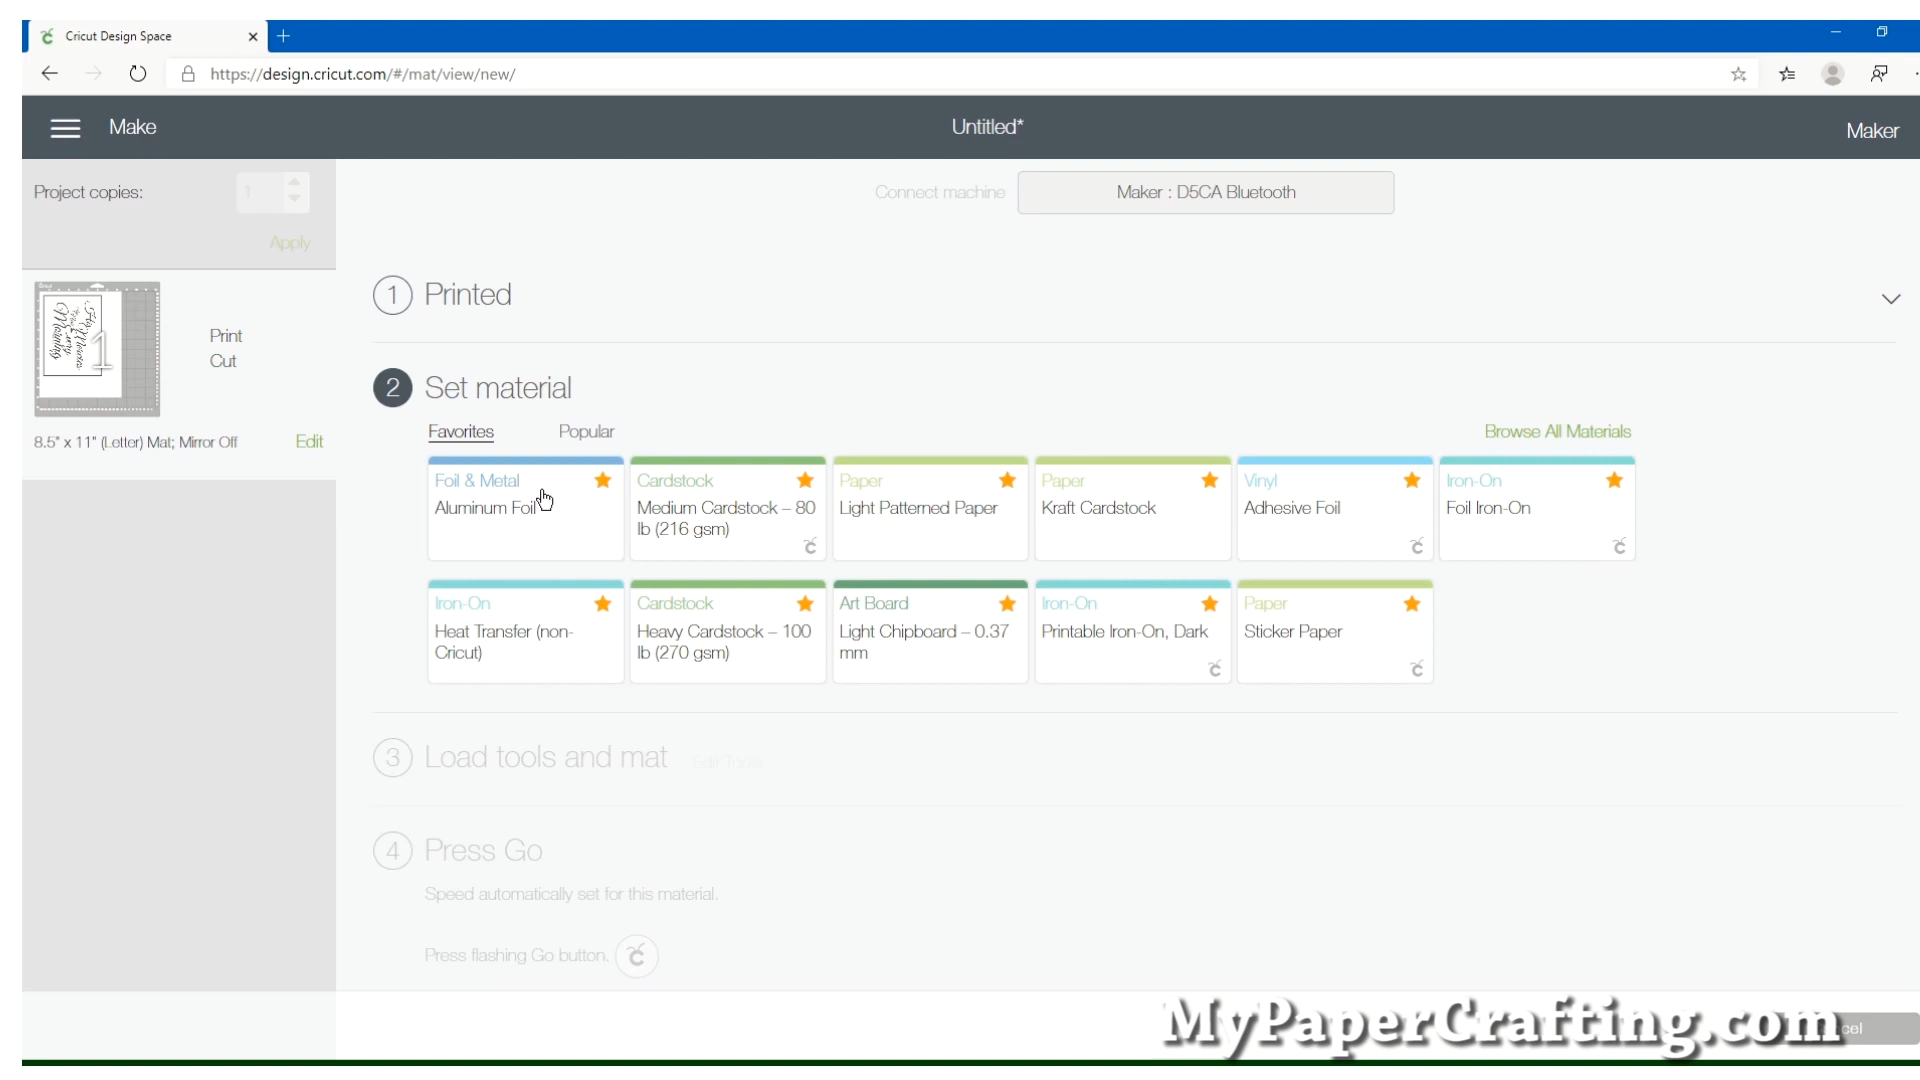 Cricut Design Space
https://design.cricut.com/#/mat/view/new/
Make
Untitled*
Maker
Project copies:
1
Connect machine
Maker : D5CA Bluetooth
Apply
1 Printed
1
Print
Cut
2 Set material
8.5" x 11" (Letter) Mat; Mirror Off
Edit
Favorites
Popular
Browse All Materials
Foil & Metal
Aluminum Foil
Cardstock
Medium Cardstock – 80
lb (216 gsm)
Paper
Light Patterned Paper
Paper
Kraft Cardstock
Vinyl
Adhesive Foil
Iron-On
Foil Iron-On
Iron-On
Heat Transfer (non-
Cricut)
Cardstock
Heavy Cardstock – 100
lb (270 gsm)
Art Board
Light Chipboard – 0.37
mm
Iron-On
Printable Iron-On, Dark
Paper
Sticker Paper
3 Load tools and mat
Edit Tools
4 Press Go
Speed automatically set for this material.
Press flashing Go button.
MyPaperCrafting.com